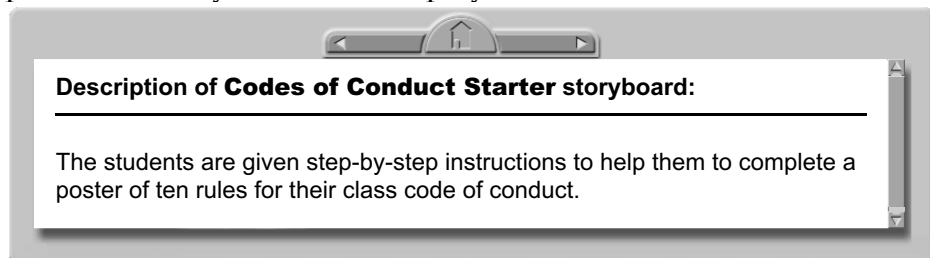 Description of Codes of Conduct Starter storyboard:
The students are given step-by-step instructions to help them to complete a
poster of ten rules for their class code of conduct.